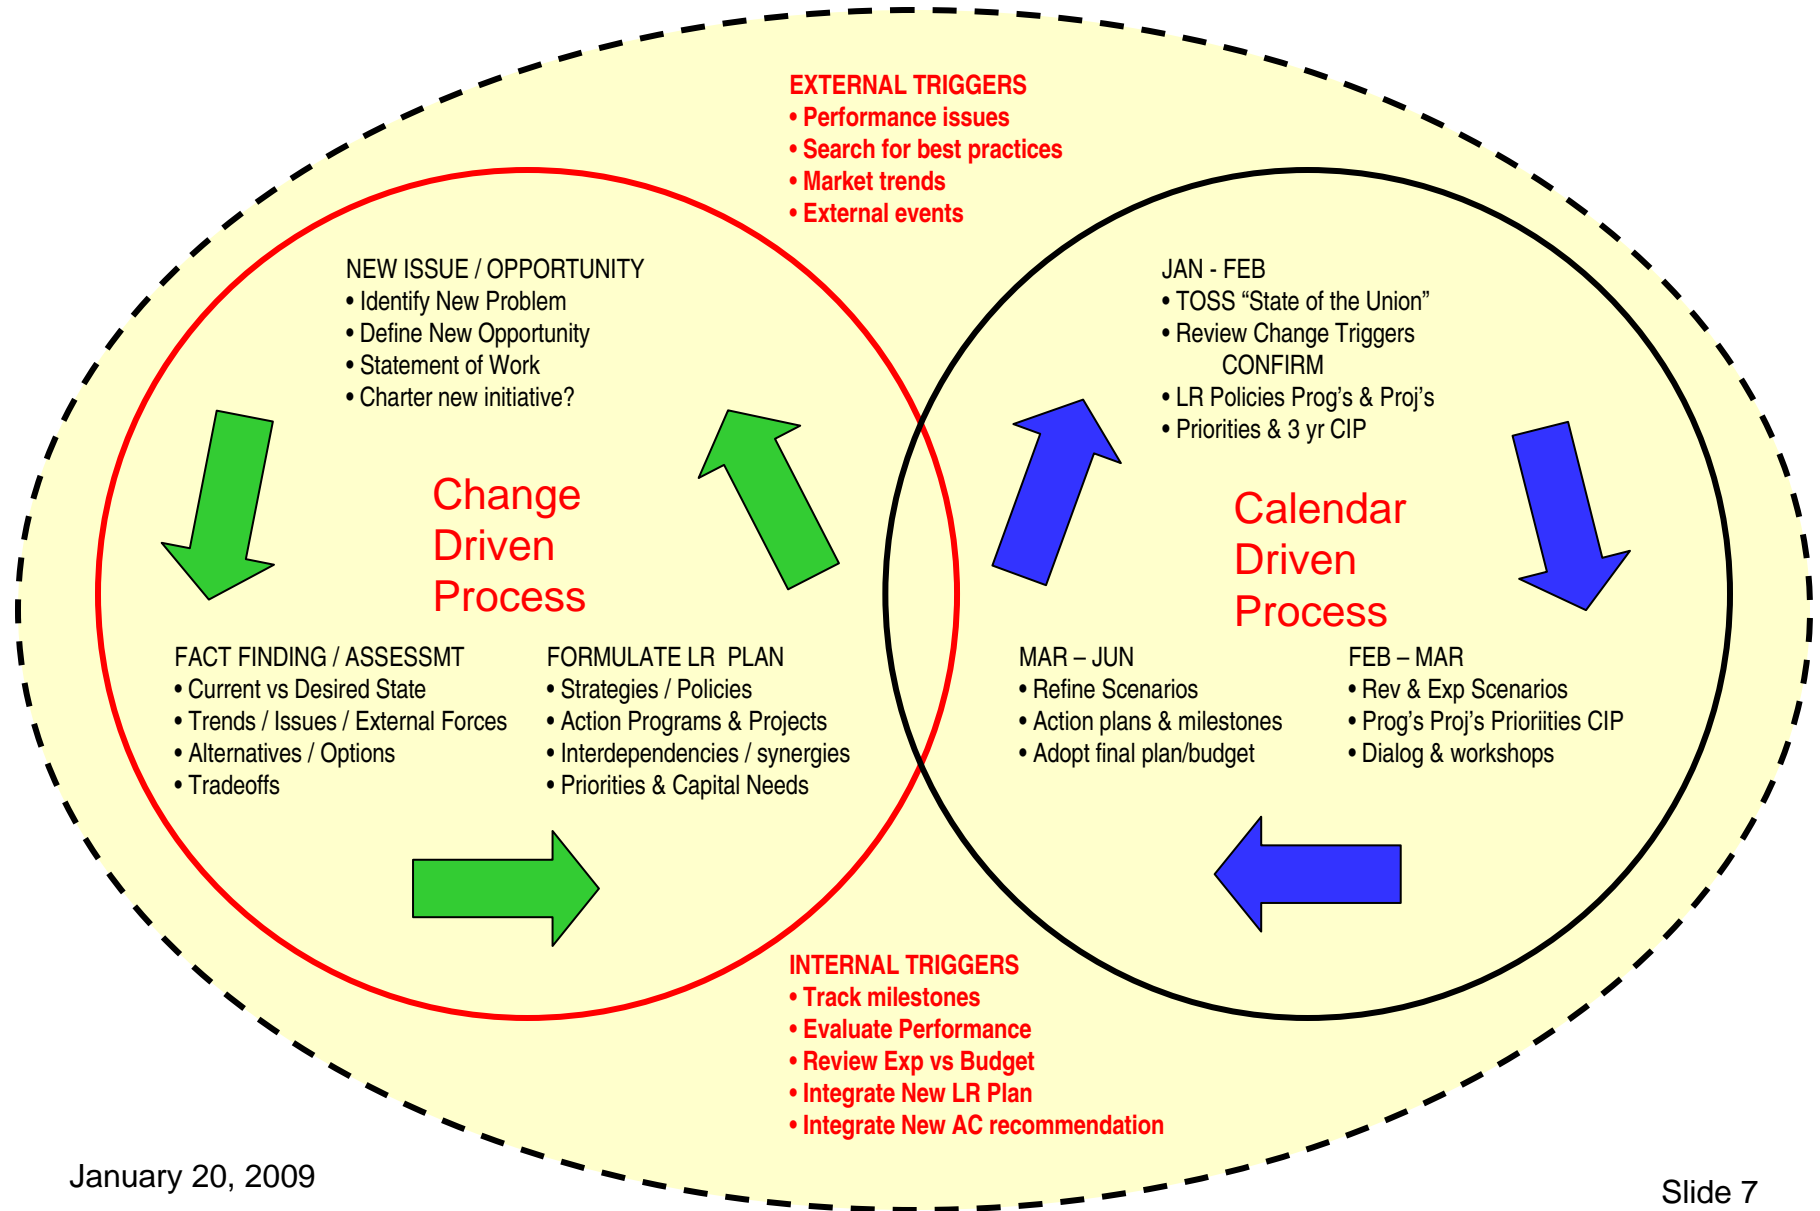 EXTERNAL TRIGGERS
• Performance issues
• Search for best practices
• Market trends
• External events
NEW ISSUE / OPPORTUNITY
• Identify New Problem
• Define New Opportunity
• Statement of Work
• Charter new initiative?
Change
Driven
Process
FACT FINDING / ASSESSMT
• Current vs Desired State
• Trends / Issues / External Forces
• Alternatives / Options
• Tradeoffs
FORMULATE LR PLAN
• Strategies / Policies
• Action Programs & Projects
• Interdependencies / synergies
• Priorities & Capital Needs
JAN - FEB
• TOSS “State of the Union”
• Review Change Triggers
CONFIRM
• LR Policies Prog’s & Proj’s
• Priorities & 3 yr CIP
Calendar
Driven
Process
MAR – JUN
• Refine Scenarios
• Action plans & milestones
• Adopt final plan/budget
FEB – MAR
• Rev & Exp Scenarios
• Prog’s Proj’s Prioriities CIP
• Dialog & workshops
INTERNAL TRIGGERS
• Track milestones
• Evaluate Performance
• Review Exp vs Budget
• Integrate New LR Plan
• Integrate New AC recommendation
January 20, 2009
Slide 7